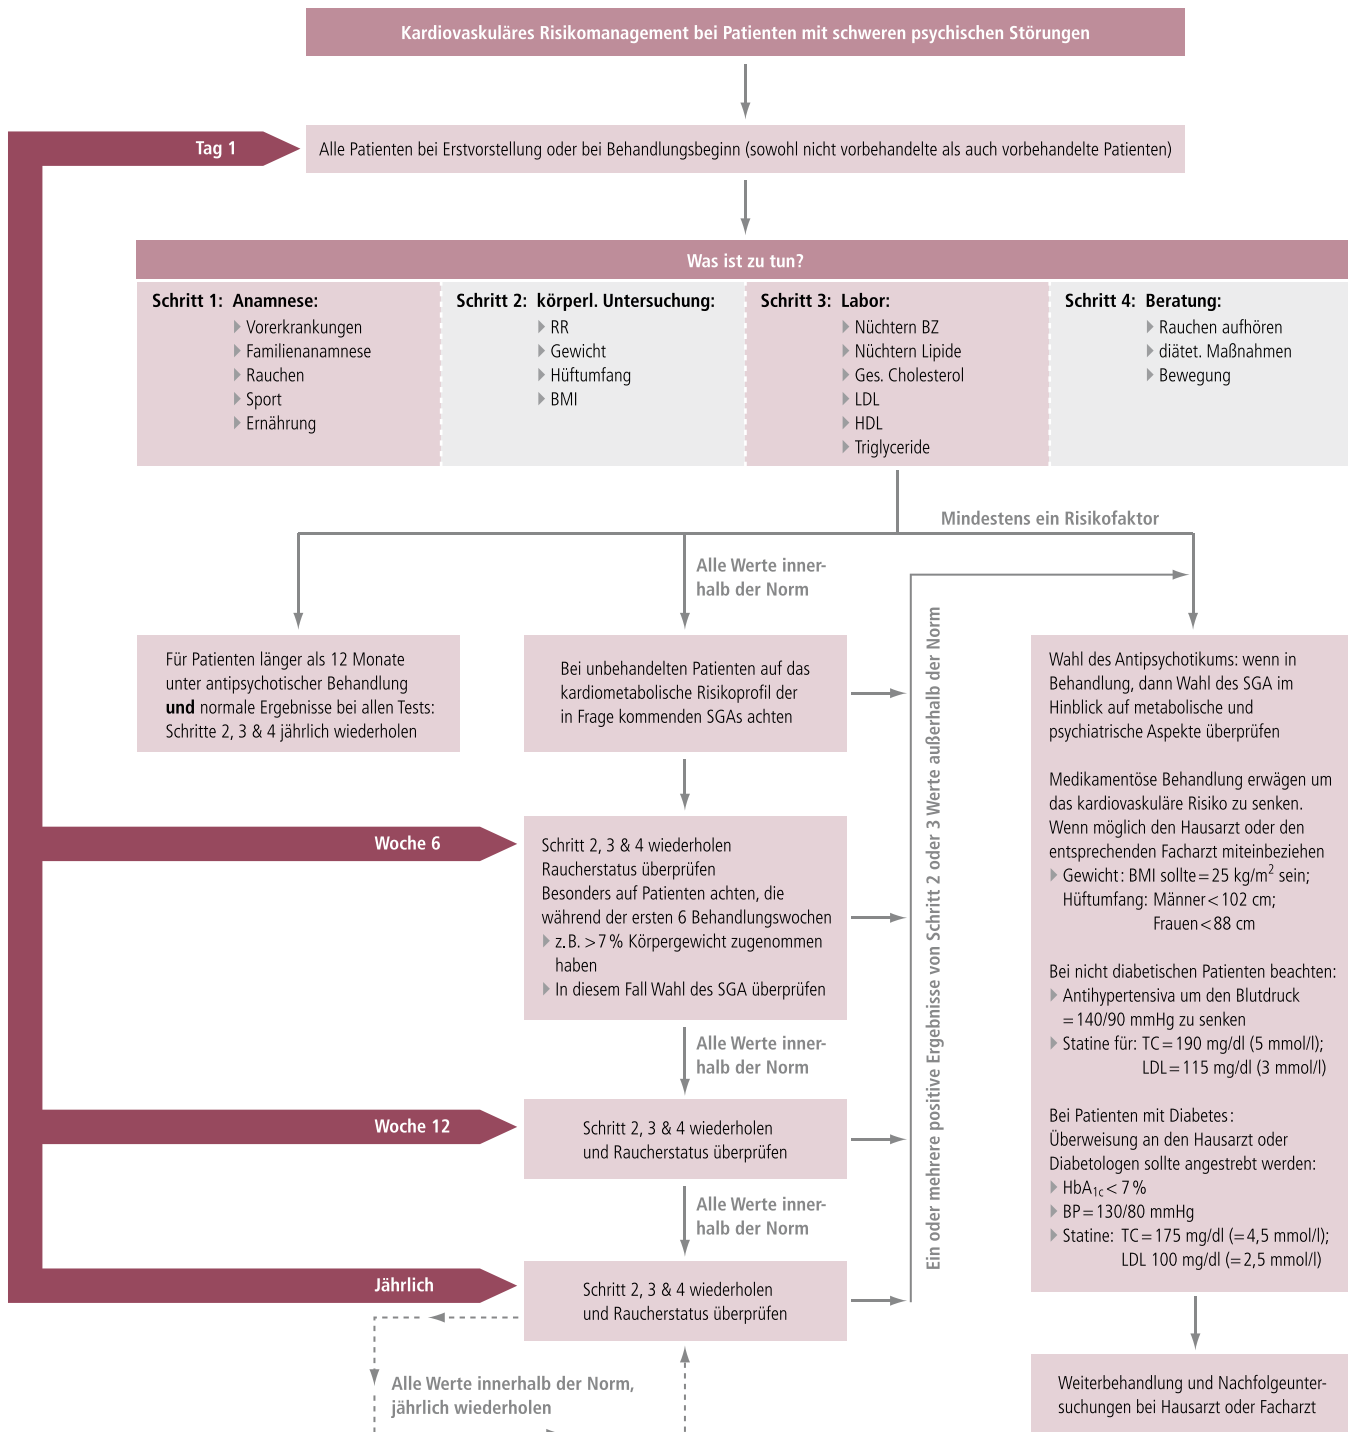 Kardiovaskuläres Risikomanagement bei Patienten mit schweren psychischen Störungen
Tag 1
Alle Patienten bei Erstvorstellung oder bei Behandlungsbeginn (sowohl nicht vorbehandelte als auch vorbehandelte Patienten)
Was ist zu tun?
Schritt 1: Anamnese:
Vorerkrankungen
Familienanamnese
Rauchen
Sport
Ernährung
Schritt 2: körperl. Untersuchung:
RR
Gewicht
Hüftumfang
BMI
Schritt 3: Labor:
Nüchtern BZ
Nüchtern Lipide
Ges. Cholesterol
LDL
HDL
Triglyceride
Schritt 4: Beratung:
Rauchen aufhören
diätet. Maßnahmen
Bewegung
Mindestens ein Risikofaktor
Alle Werte inner-
halb der Norm
Für Patienten länger als 12 Monate
unter antipsychotischer Behandlung
und normale Ergebnisse bei allen Tests:
Schritte 2, 3 & 4 jährlich wiederholen
Bei unbehandelten Patienten auf das
kardiometabolische Risikoprofil der
in Frage kommenden SGAs achten
Woche 6
Schritt 2, 3 & 4 wiederholen
Raucherstatus überprüfen
Besonders auf Patienten achten, die
während der ersten 6 Behandlungswochen
z. B. >7 % Körpergewicht zugenommen
haben
In diesem Fall Wahl des SGA überprüfen
Alle Werte inner-
halb der Norm
Woche 12
Schritt 2, 3 & 4 wiederholen
und Raucherstatus überprüfen
Alle Werte inner-
halb der Norm
Jährlich
Schritt 2, 3 & 4 wiederholen
und Raucherstatus überprüfen
Alle Werte innerhalb der Norm,
jährlich wiederholen
Ein oder mehrere positive Ergebnisse von Schritt 2 oder 3 Werte außerhalb der Norm
Wahl des Antipsychotikums: wenn in
Behandlung, dann Wahl des SGA im
Hinblick auf metabolische und
psychiatrische Aspekte überprüfen
Medikamentöse Behandlung erwägen um
das kardiovaskuläre Risiko zu senken.
Wenn möglich den Hausarzt oder den
entsprechenden Facharzt miteinbeziehen
Gewicht: BMI sollte = 25 kg/m² sein;
Hüftumfang: Männer < 102 cm;
Frauen < 88 cm
Bei nicht diabetischen Patienten beachten:
Antihypertensiva um den Blutdruck
= 140/90 mmHg zu senken
Statine für: TC = 190 mg/dl (5 mmol/l);
LDL = 115 mg/dl (3 mmol/l)
Bei Patienten mit Diabetes:
Überweisung an den Hausarzt oder
Diabetologen sollte angestrebt werden:
HbA1c < 7 %
BP = 130/80 mmHg
Statine: TC = 175 mg/dl (= 4,5 mmol/l);
LDL 100 mg/dl (= 2,5 mmol/l)
Weiterbehandlung und Nachfolgeunter-
suchungen bei Hausarzt oder Facharzt